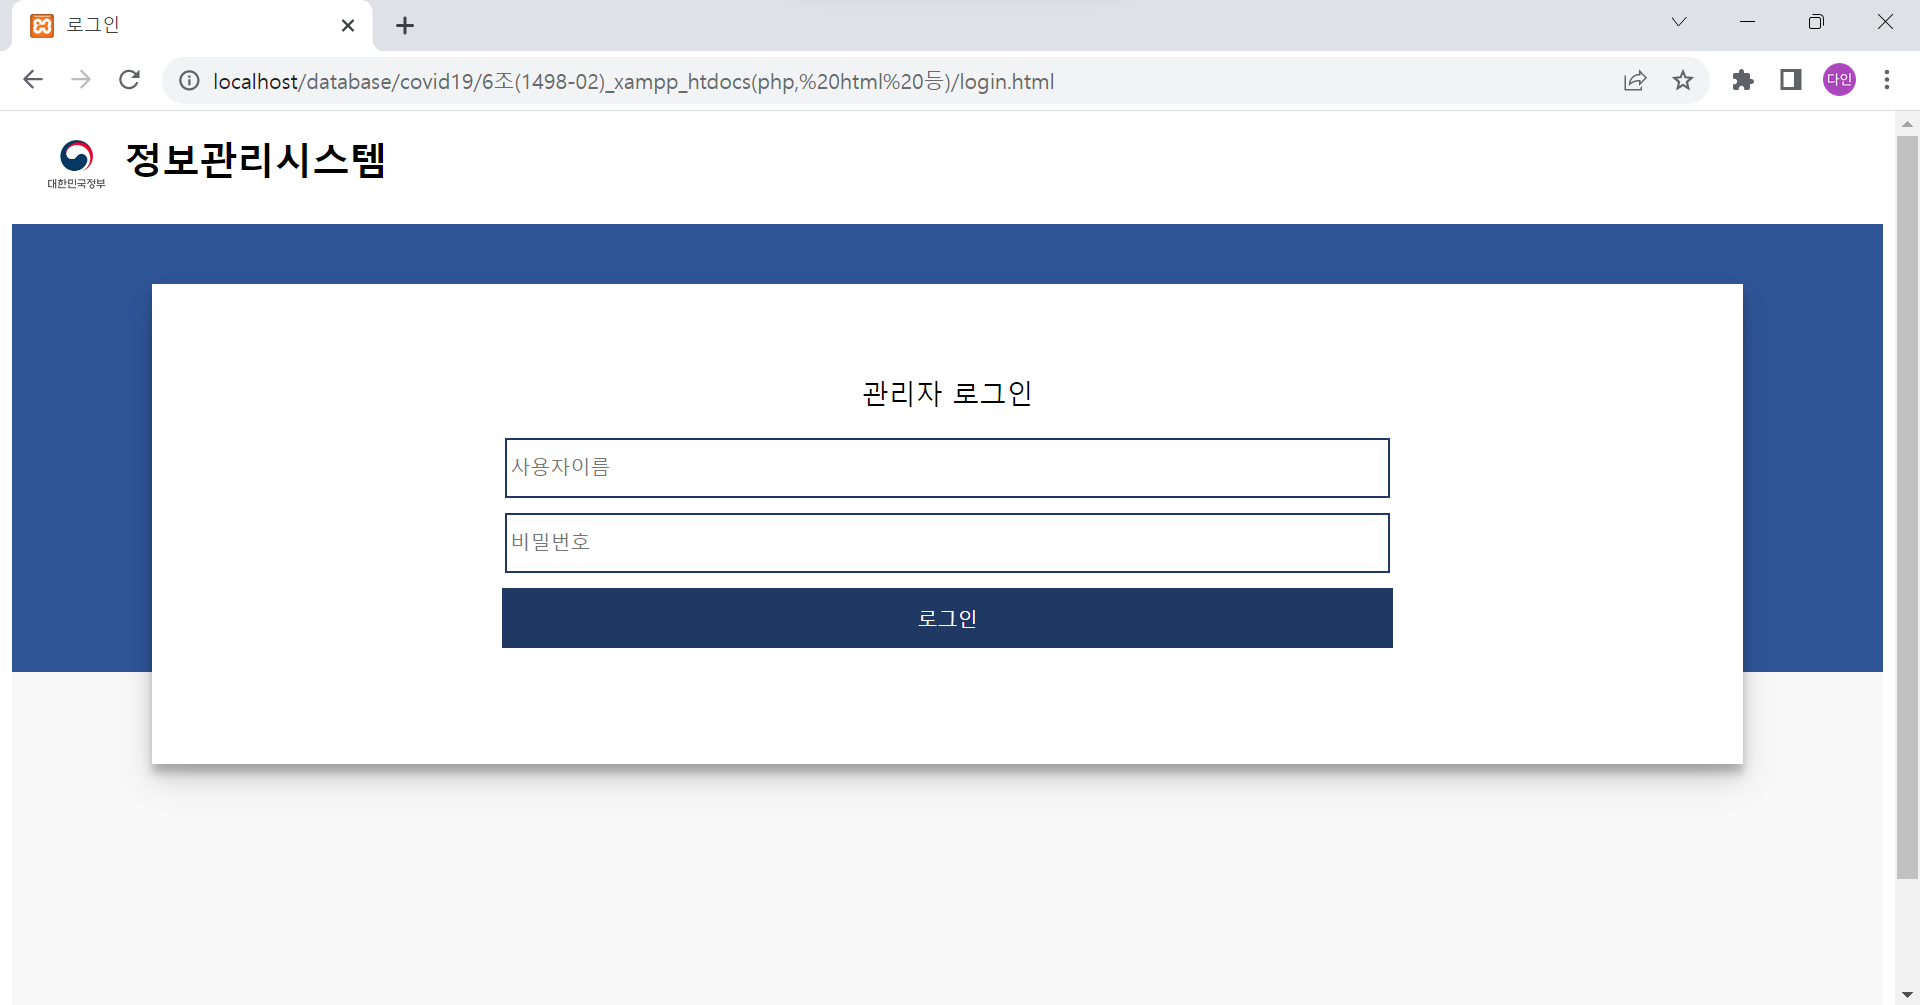 로그인
localhost/database/covid19/6조(1498-02)_xampp_htdocs(php,%20html%20등)/login.html
다인
대한민국정부
정보관리시스템
관리자 로그인
사용자이름
비밀번호
로그인